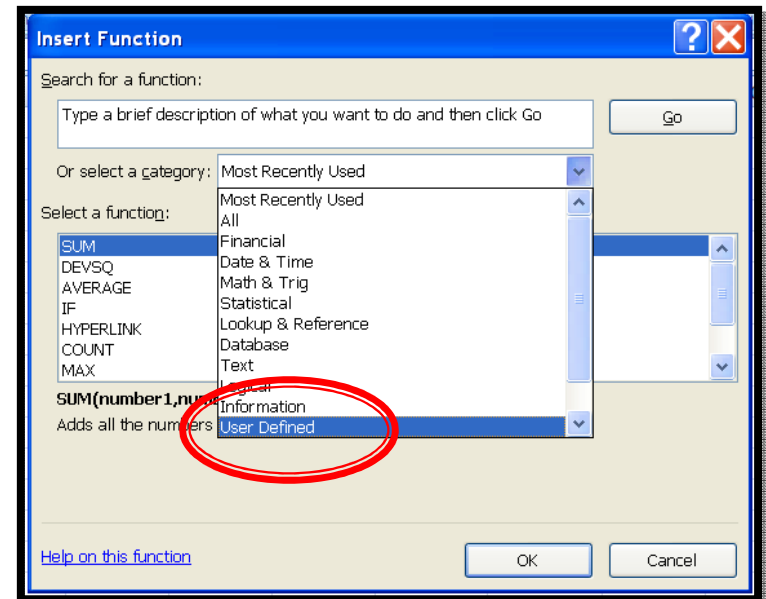 Insert Function
Search for a function:
Type a brief description of what you want to do and then click Go
Go
Or select a category: Most Recently Used
Most Recently Used
All
Financial
Date & Time
Math & Trig
Statistical
Lookup & Reference
Database
Text
Logical
Information
User Defined
Select a function:
SUM
DEVSQ
AVERAGE
IF
HYPERLINK
COUNT
MAX
SUM(number1,num
Adds all the numbers
Help on this function
OK
Cancel